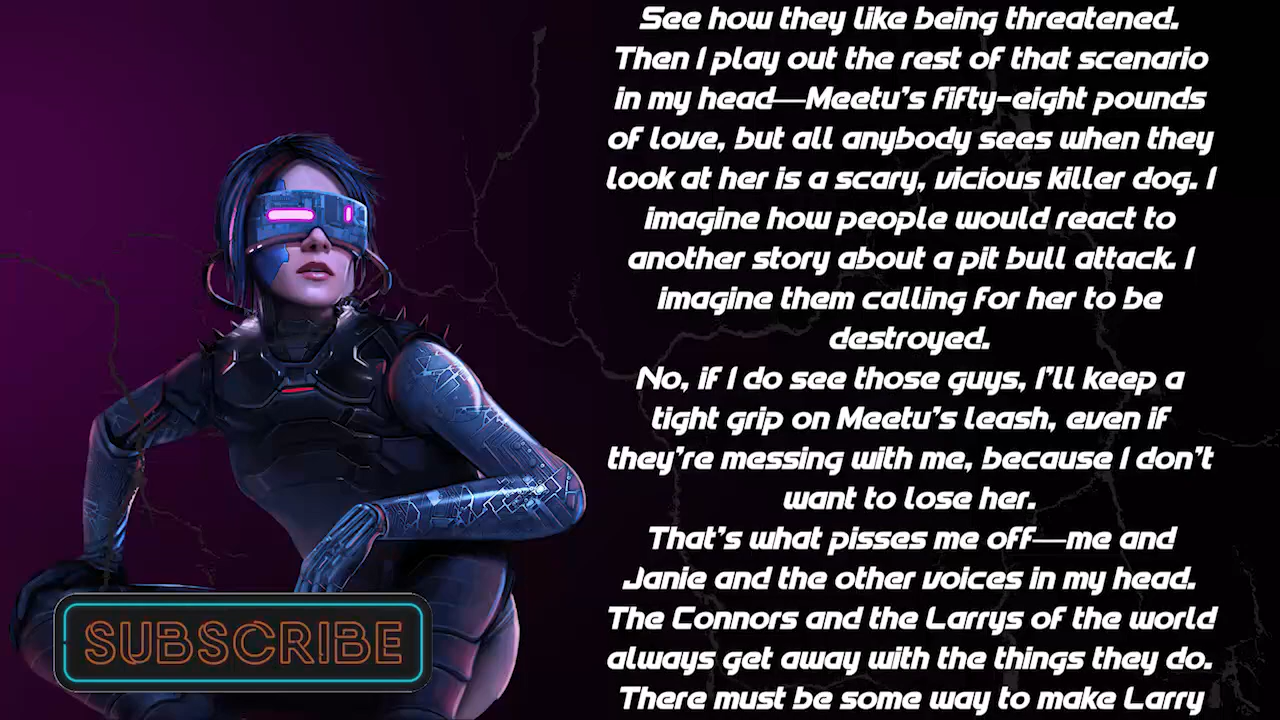 See how they like being threatened.
Then I play out the rest of that scenario
in my head—Meetu's fifty-eight pounds
of love, but all anybody sees when they
look at her is a scary, vicious killer dog. I
imagine how people would react to
another story about a pit bull attack. I
imagine them calling for her to be
destroyed.
No, if I do see those guys, I'll keep a
tight grip on Meetu's leash, even if
they're messing with me, because I don't
want to lose her.
That's what pisses me off—me and
Janie and the other voices in my head.
The Connors and the Larrys of the world
always get away with the things they do.
There must be some way to make Larry
SUBSCRIBE